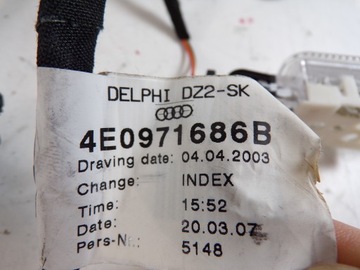 DELPHI DZ2-SK
4E0971686B
Draving date: 04.04.2003
Change: INDEX
Time: 15:52
Date: 20.03.07
Pers-N.: 5148